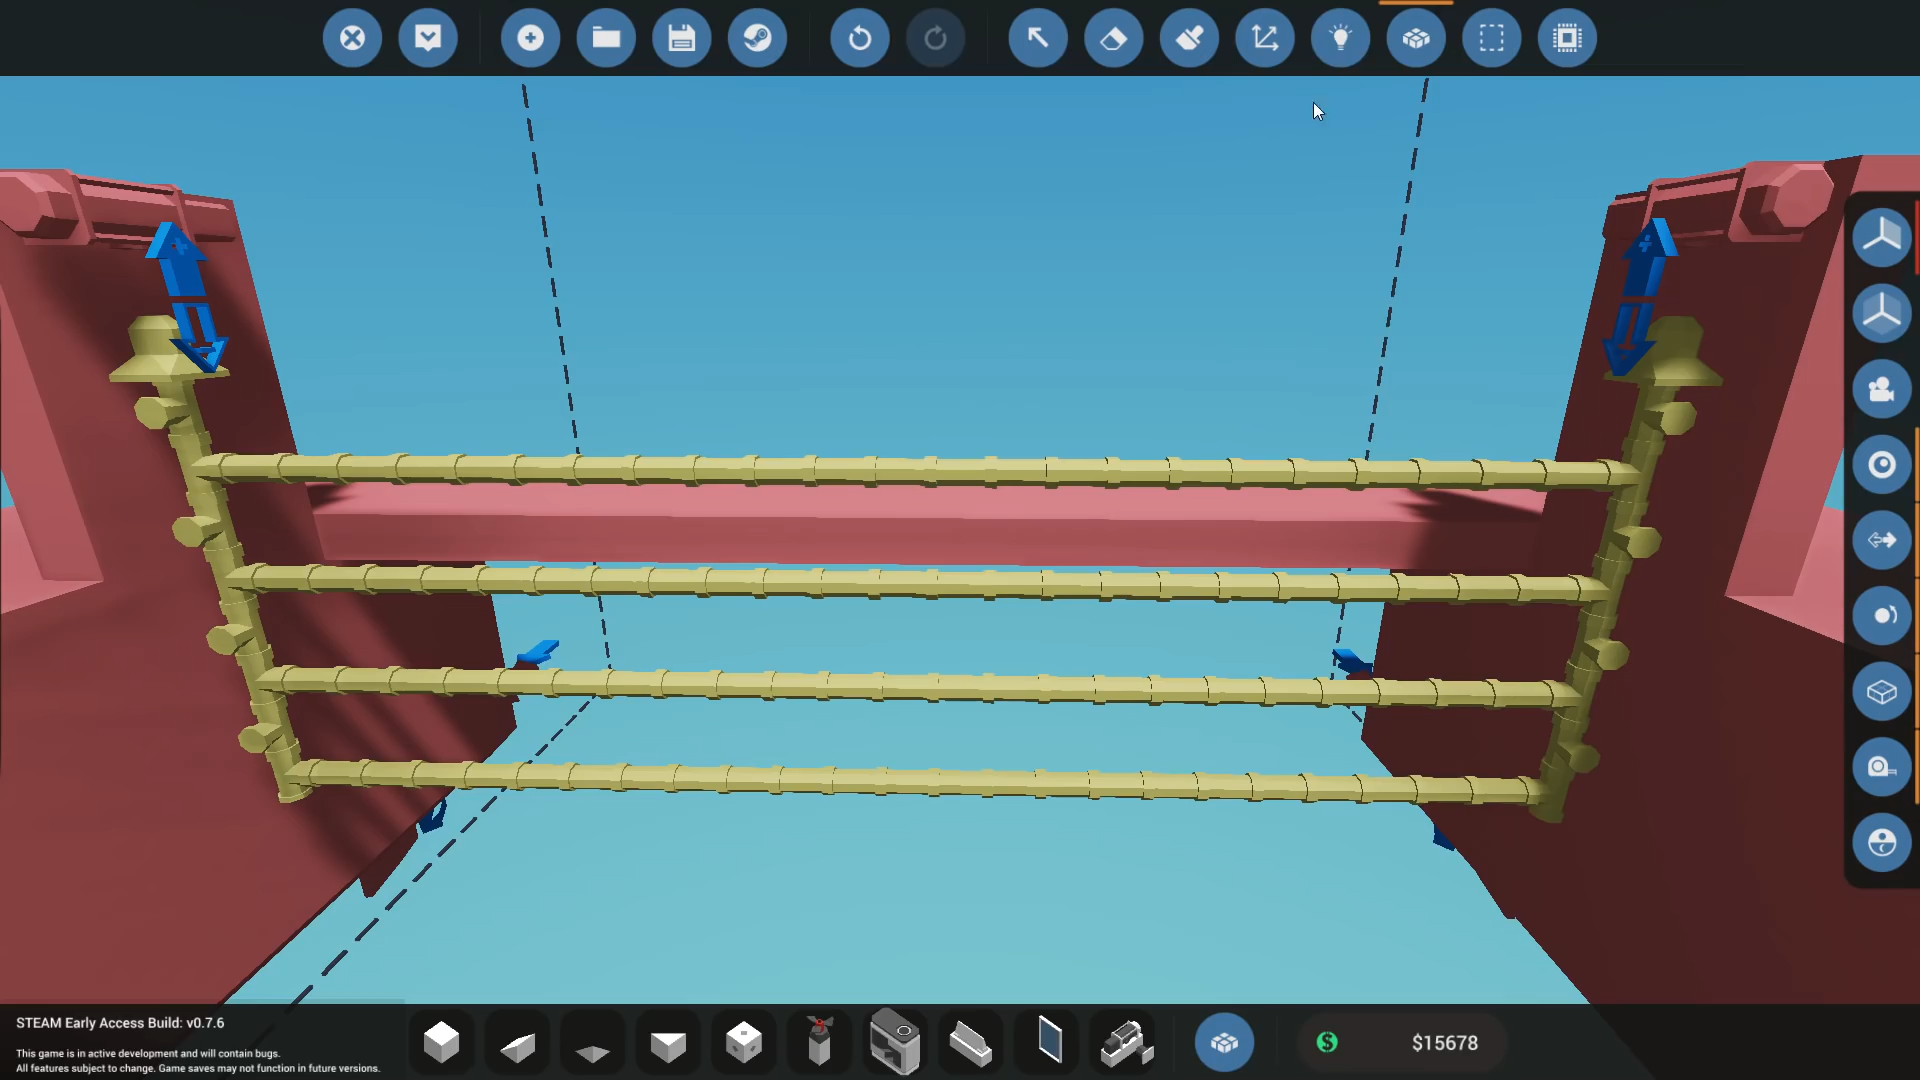 STEAM Early Access Build: v0.7.6
This game is in active development and will contain bugs.
All features subject to change. Game saves may not function in future versions.
$15678